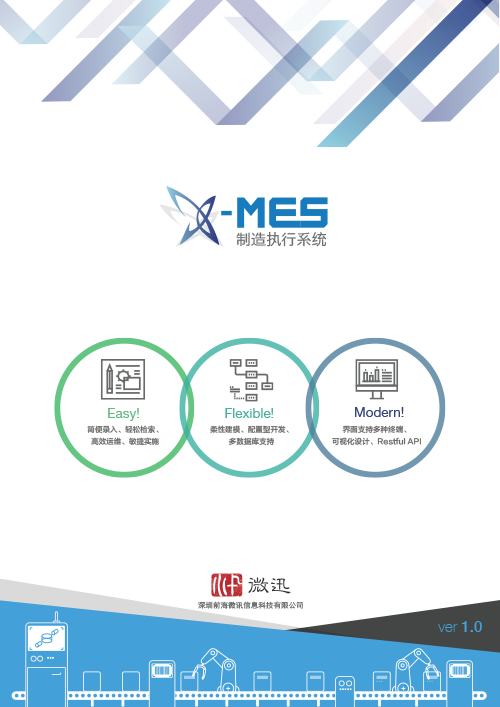 X-MES
制造执行系统
Easy!
简便录入、轻松检索、
高效运维、敏捷实施
Flexible!
柔性建模、配置型开发、
多数据库支持
Modern!
界面支持多种终端、
可视化设计、Restful API
微迅
深圳前海微讯信息科技有限公司
ver 1.0